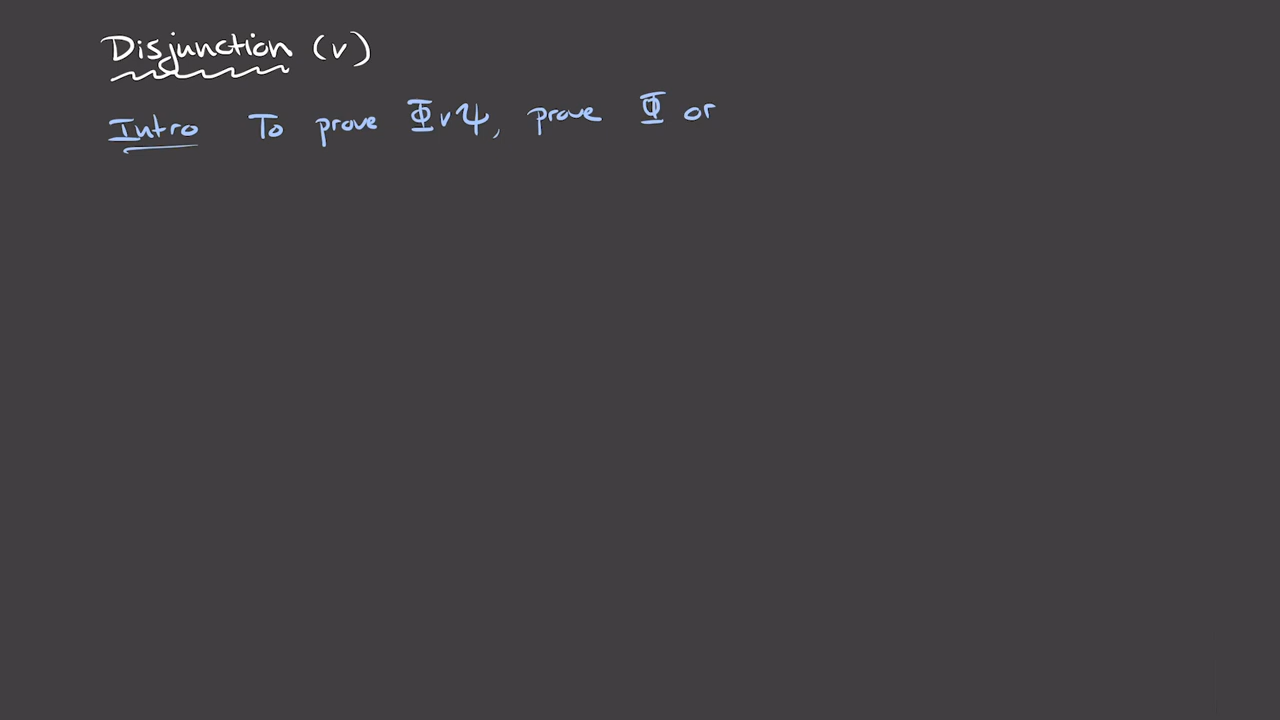 Disjunction (∨)
Intro To prove Φ∨Ψ, prove Φ or